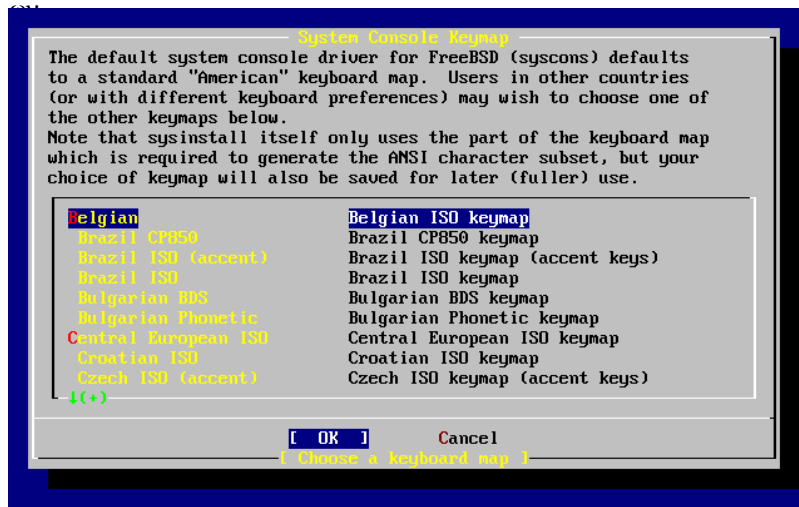 System Console Keymap
The default system console driver for FreeBSD (syscons) defaults
to a standard "American" keyboard map.  Users in other countries
(or with different keyboard preferences) may wish to choose one of
the other keymaps below.
Note that sysinstall itself only uses the part of the keyboard map
which is required to generate the ANSI character subset, but your
choice of keymap will also be saved for later (fuller) use.
Belgian Belgian ISO keymap
Brazil CP850 Brazil CP850 keymap
Brazil ISO (accent) Brazil ISO keymap (accent keys)
Brazil ISO Brazil ISO keymap
Bulgarian BDS Bulgarian BDS keymap
Bulgarian Phonetic Bulgarian Phonetic keymap
Central European ISO Central European ISO keymap
Croatian ISO Croatian ISO keymap
Czech ISO (accent) Czech ISO keymap (accent keys)
↓(+)
[ OK ] Cancel
[ Choose a keyboard map ]